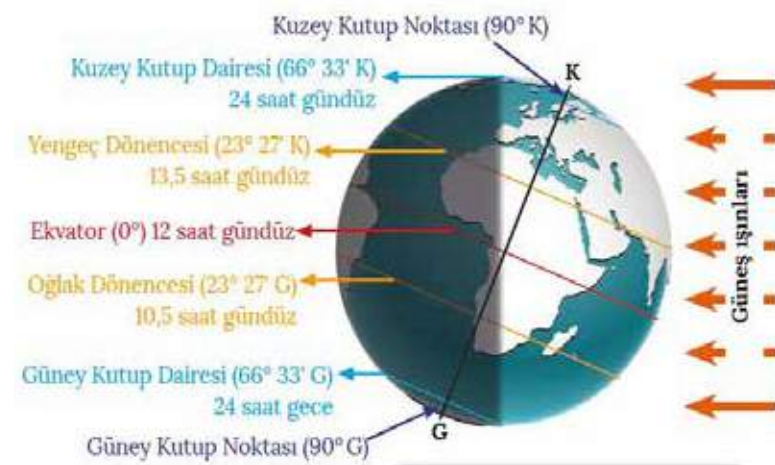 Kuzey Kutup Noktası (90° K)
Kuzey Kutup Dairesi (66° 33' K)
24 saat gündüz
K
Yengeç Dönencesi (23° 27' K)
13,5 saat gündüz
Ekvator (0°) 12 saat gündüz
Oğlak Dönencesi (23° 27' G)
10,5 saat gündüz
Güneş ışınları
Güney Kutup Dairesi (66° 33' G)
24 saat gece
G
Güney Kutup Noktası (90° G)